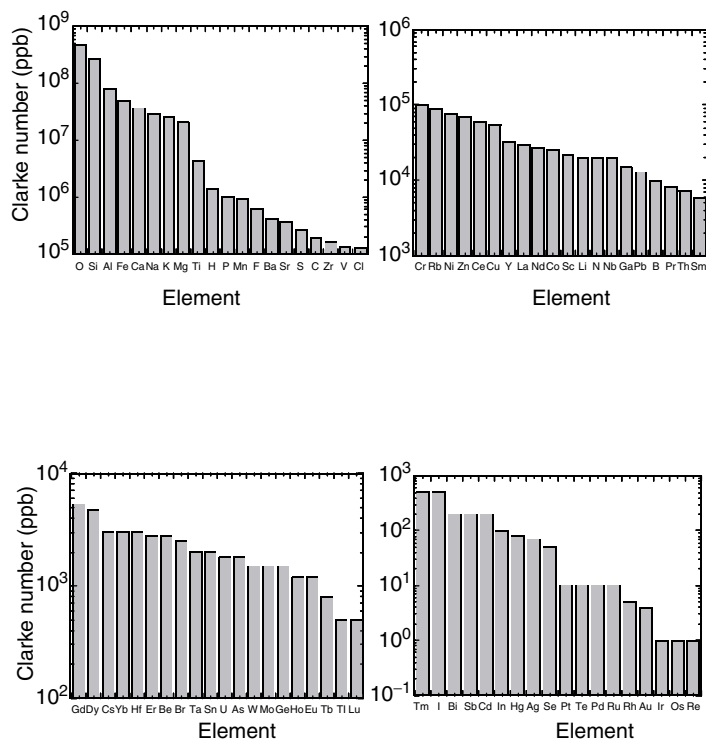 Clarke number (ppb)
10^9
10^8
10^7
10^6
10^5
O Si Al Fe Ca Na K Mg Ti H P Mn F Ba Sr S C Zr V Cl
Element
10^6
10^5
10^4
10^3
Cr Rb Ni Zn Ce Cu Y La Nd Co Sc Li N Nb Ga Pb B Pr Th Sm
Element
Clarke number (ppb)
10^4
10^3
10^2
Gd Dy Cs Yb Hf Er Be Br Ta Sn U As W Mo Ge Ho Eu Tb Tl Lu
Element
10^3
10^2
10^1
10^0
10^-1
Tm I Bi Sb Cd In Hg Ag Se Pt Te Pd Ru Rh Au Ir Os Re
Element